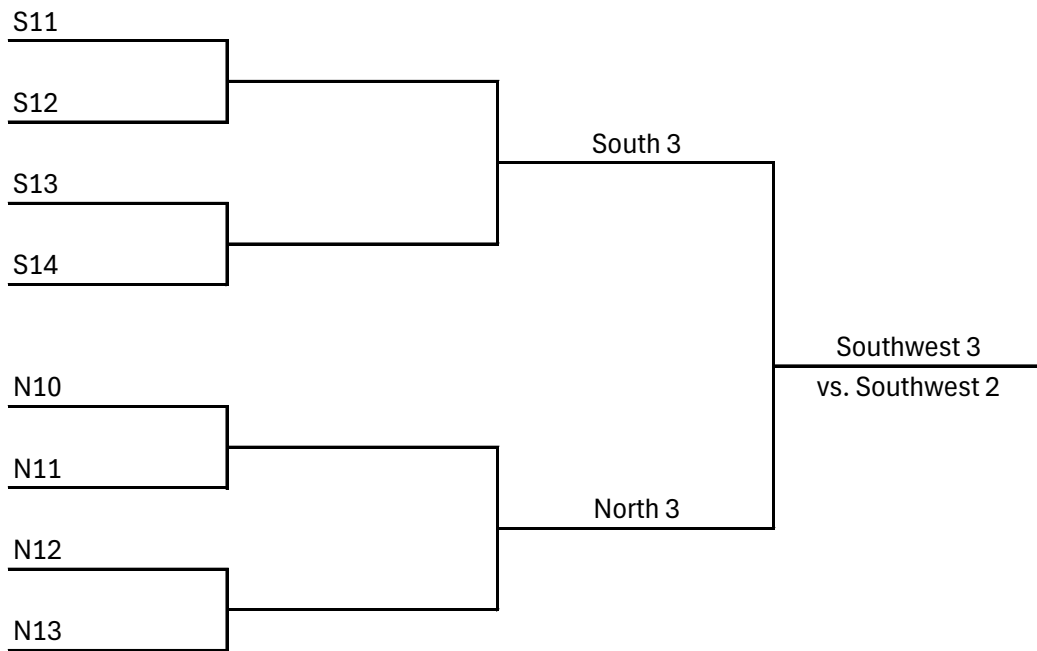 S11
S12
South 3
S13
S14
Southwest 3
vs. Southwest 2
N10
N11
North 3
N12
N13